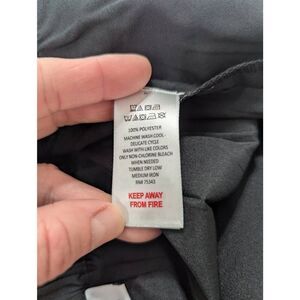 100% POLYESTER
MACHINE WASH COOL -
DELICATE CYCLE
WASH WITH LIKE COLORS
ONLY NON-CHLORINE BLEACH
WHEN NEEDED
TUMBLE DRY LOW
MEDIUM IRON
RN# 75343
KEEP AWAY
FROM FIRE